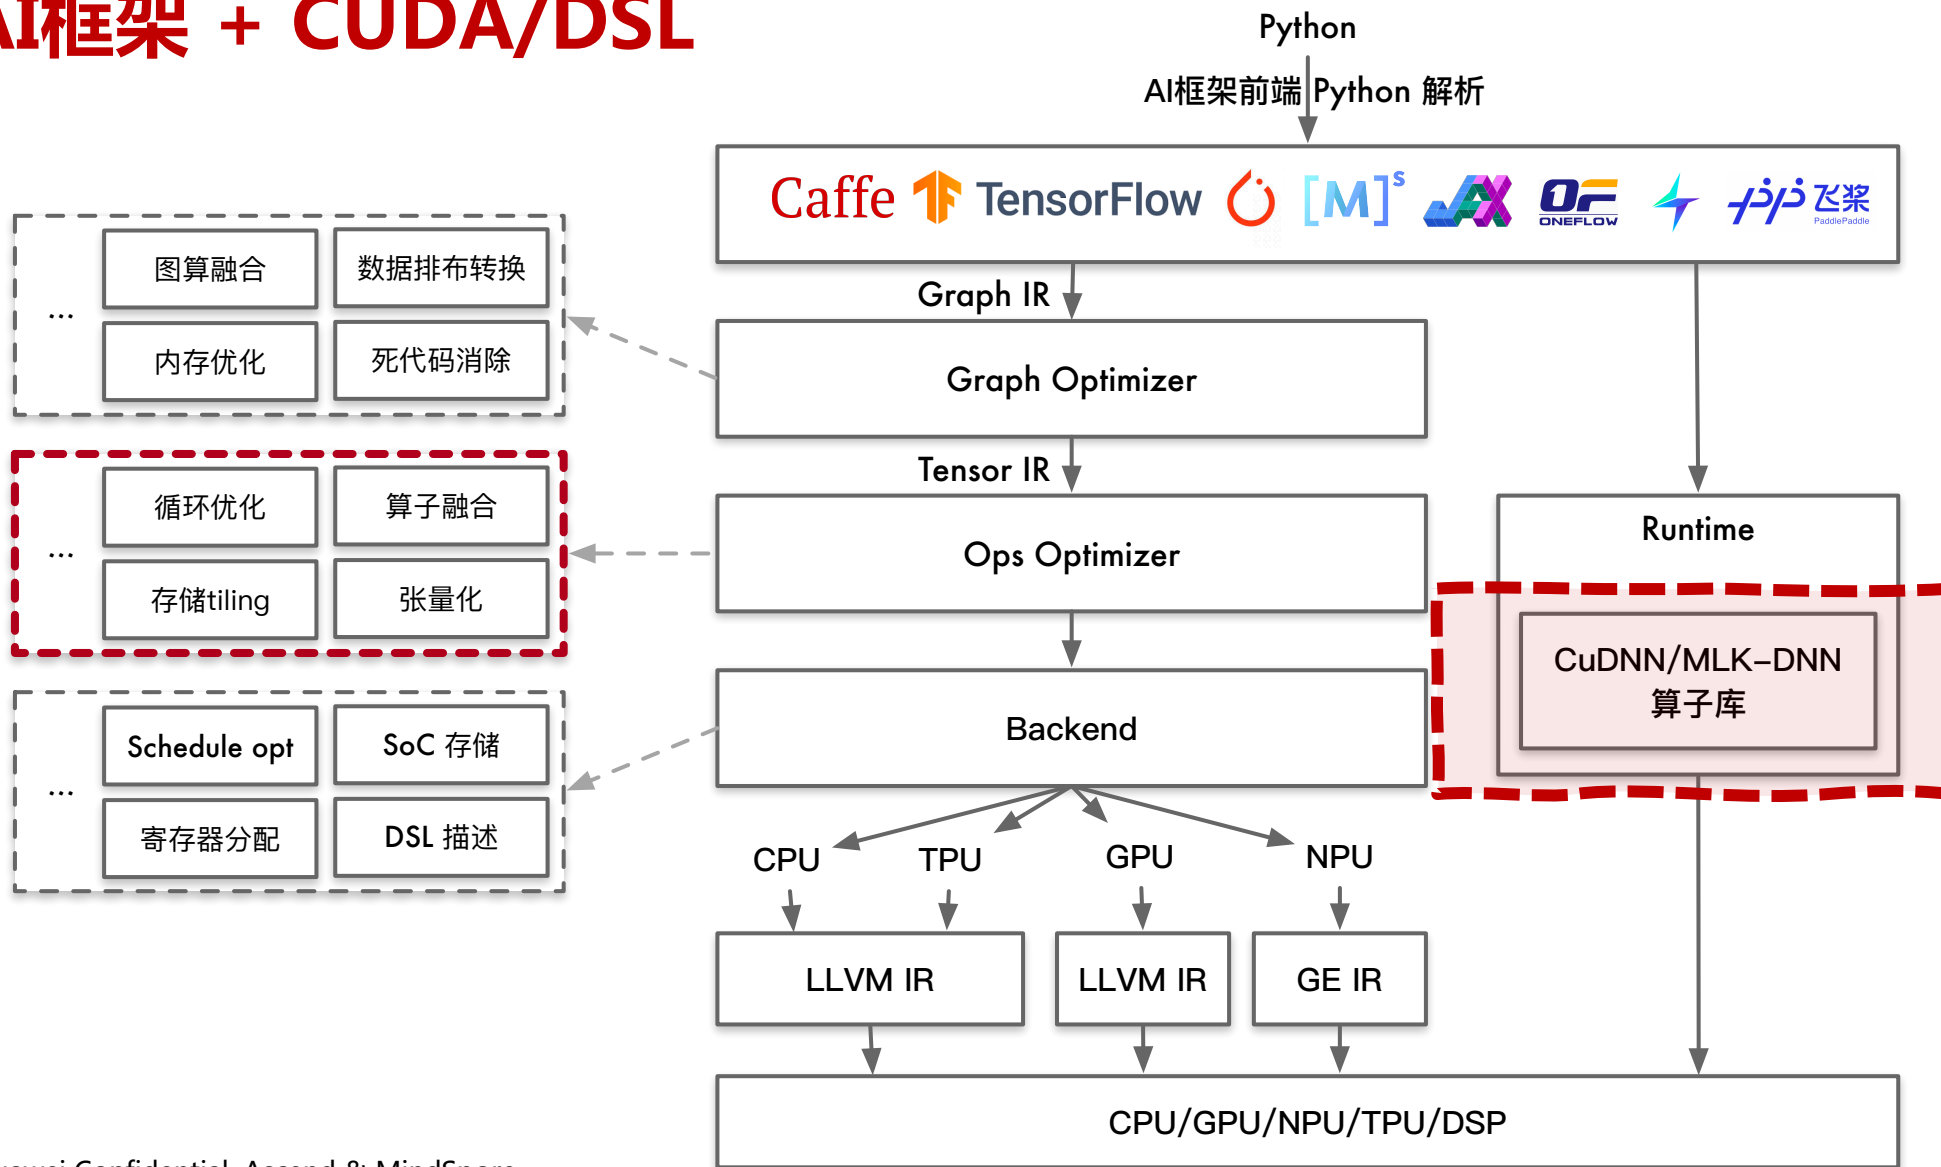 AI框架 + CUDA/DSL
Python
AI框架前端 Python 解析
Caffe TensorFlow [M]s JAX OF ONEFLOW 飞桨 PaddlePaddle
Graph IR
图算融合 数据排布转换
...
内存优化 死代码消除
Graph Optimizer
Tensor IR
循环优化 算子融合
...
存储tiling 张量化
Ops Optimizer
Runtime
CuDNN/MLK-DNN
算子库
Schedule opt SoC 存储
...
寄存器分配 DSL 描述
Backend
CPU TPU GPU NPU
LLVM IR LLVM IR GE IR
CPU/GPU/NPU/TPU/DSP
Confidential Ascend & MindSpore